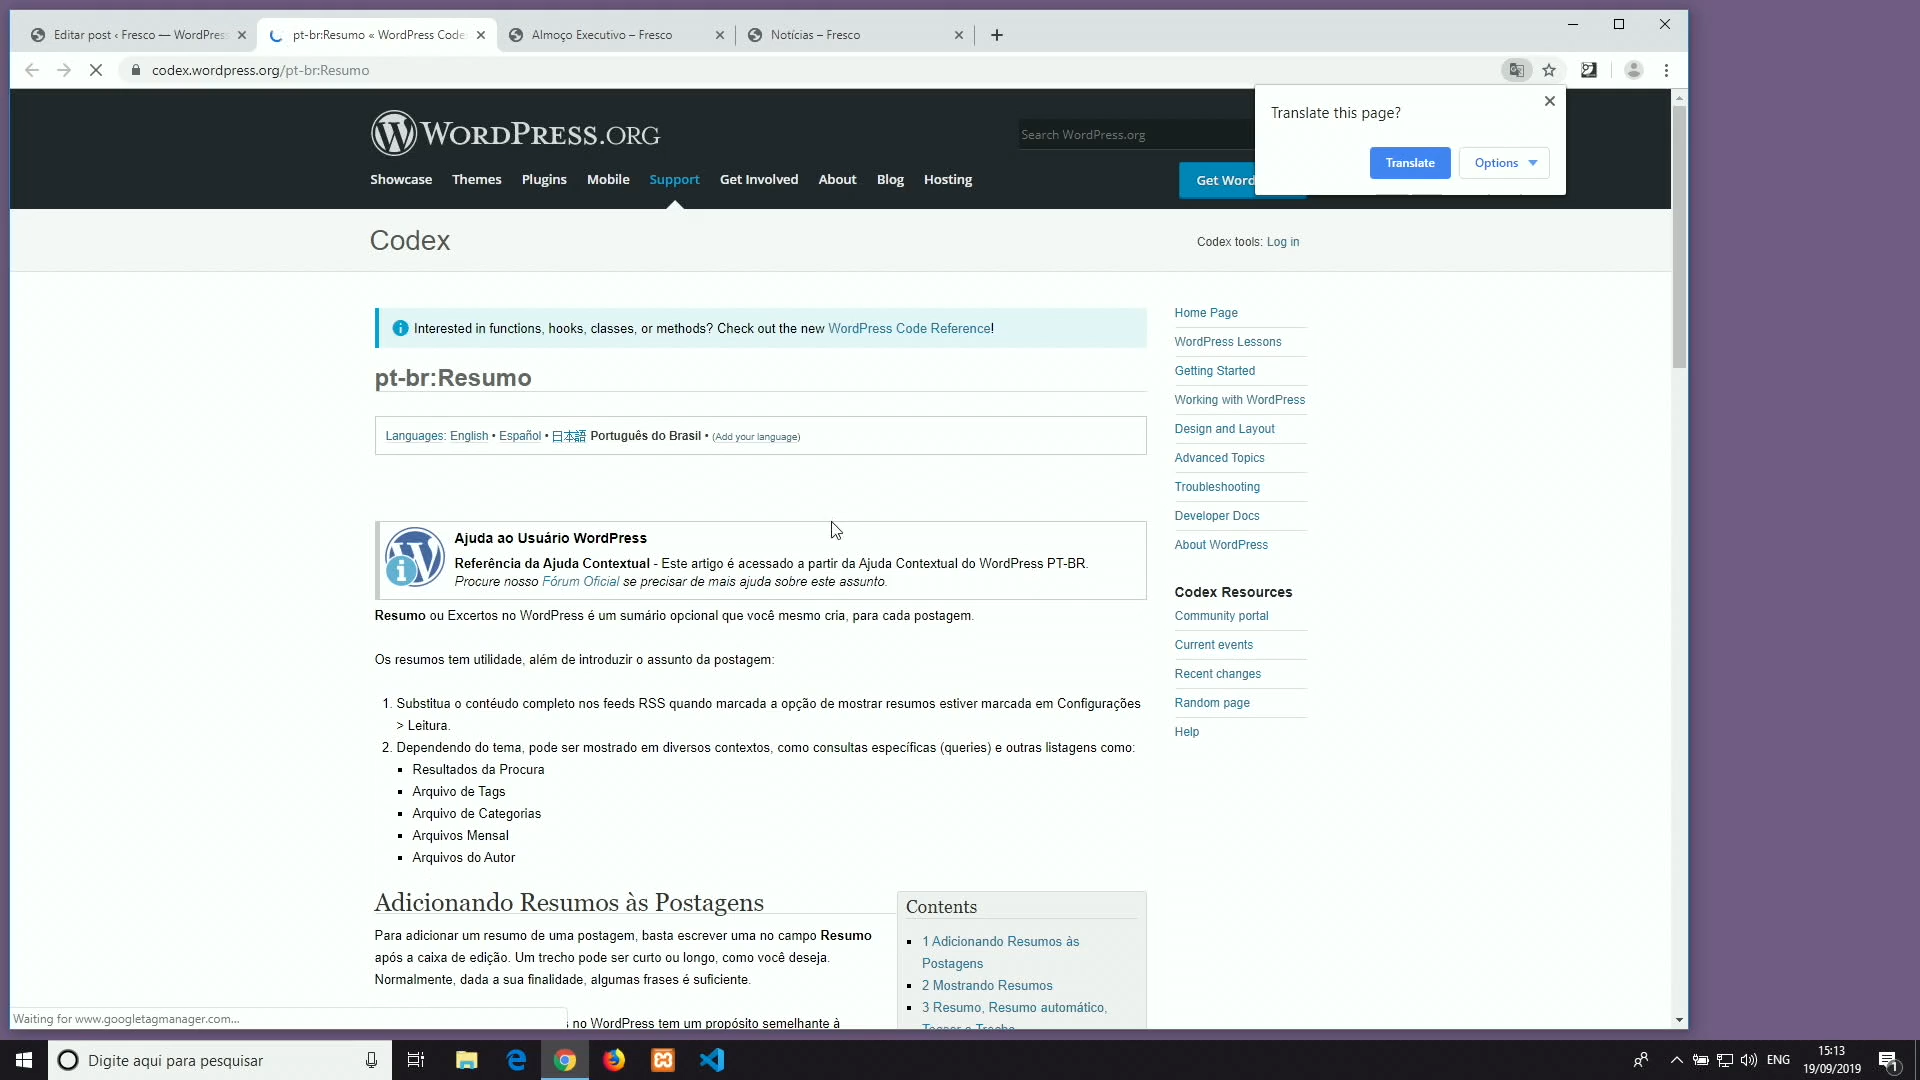 Editar post ‹ Fresco — WordPress
pt-br:Resumo « WordPress Code
Almoço Executivo – Fresco
Notícias – Fresco
codex.wordpress.org/pt-br:Resumo
Translate this page?
Translate
Options
WORDPRESS.ORG
Search WordPress.org
Showcase
Themes
Plugins
Mobile
Support
Get Involved
About
Blog
Hosting
Get Word
Codex
Codex tools: Log in
Interested in functions, hooks, classes, or methods? Check out the new WordPress Code Reference!
pt-br:Resumo
Languages: English • Español • 日本語 Português do Brasil • (Add your language)
Ajuda ao Usuário WordPress
Referência da Ajuda Contextual - Este artigo é acessado a partir da Ajuda Contextual do WordPress PT-BR.
Procure nosso Fórum Oficial se precisar de mais ajuda sobre este assunto.
Resumo ou Excertos no WordPress é um sumário opcional que você mesmo cria, para cada postagem.
Os resumos tem utilidade, além de introduzir o assunto da postagem:
1. Substitua o contéudo completo nos feeds RSS quando marcada a opção de mostrar resumos estiver marcada em Configurações
> Leitura.
2. Dependendo do tema, pode ser mostrado em diversos contextos, como consultas específicas (queries) e outras listagens como:
Resultados da Procura
Arquivo de Tags
Arquivo de Categorias
Arquivos Mensal
Arquivos do Autor
Adicionando Resumos às Postagens
Para adicionar um resumo de uma postagem, basta escrever uma no campo Resumo
após a caixa de edição. Um trecho pode ser curto ou longo, como você deseja.
Normalmente, dada a sua finalidade, algumas frases é suficiente.
no WordPress tem um propósito semelhante à
Contents
1 Adicionando Resumos às
Postagens
2 Mostrando Resumos
3 Resumo, Resumo automático,
Teaser e Trecho
Home Page
WordPress Lessons
Getting Started
Working with WordPress
Design and Layout
Advanced Topics
Troubleshooting
Developer Docs
About WordPress
Codex Resources
Community portal
Current events
Recent changes
Random page
Help
Waiting for www.googletagmanager.com...
Digite aqui para pesquisar
ENG
15:13
19/09/2019
1